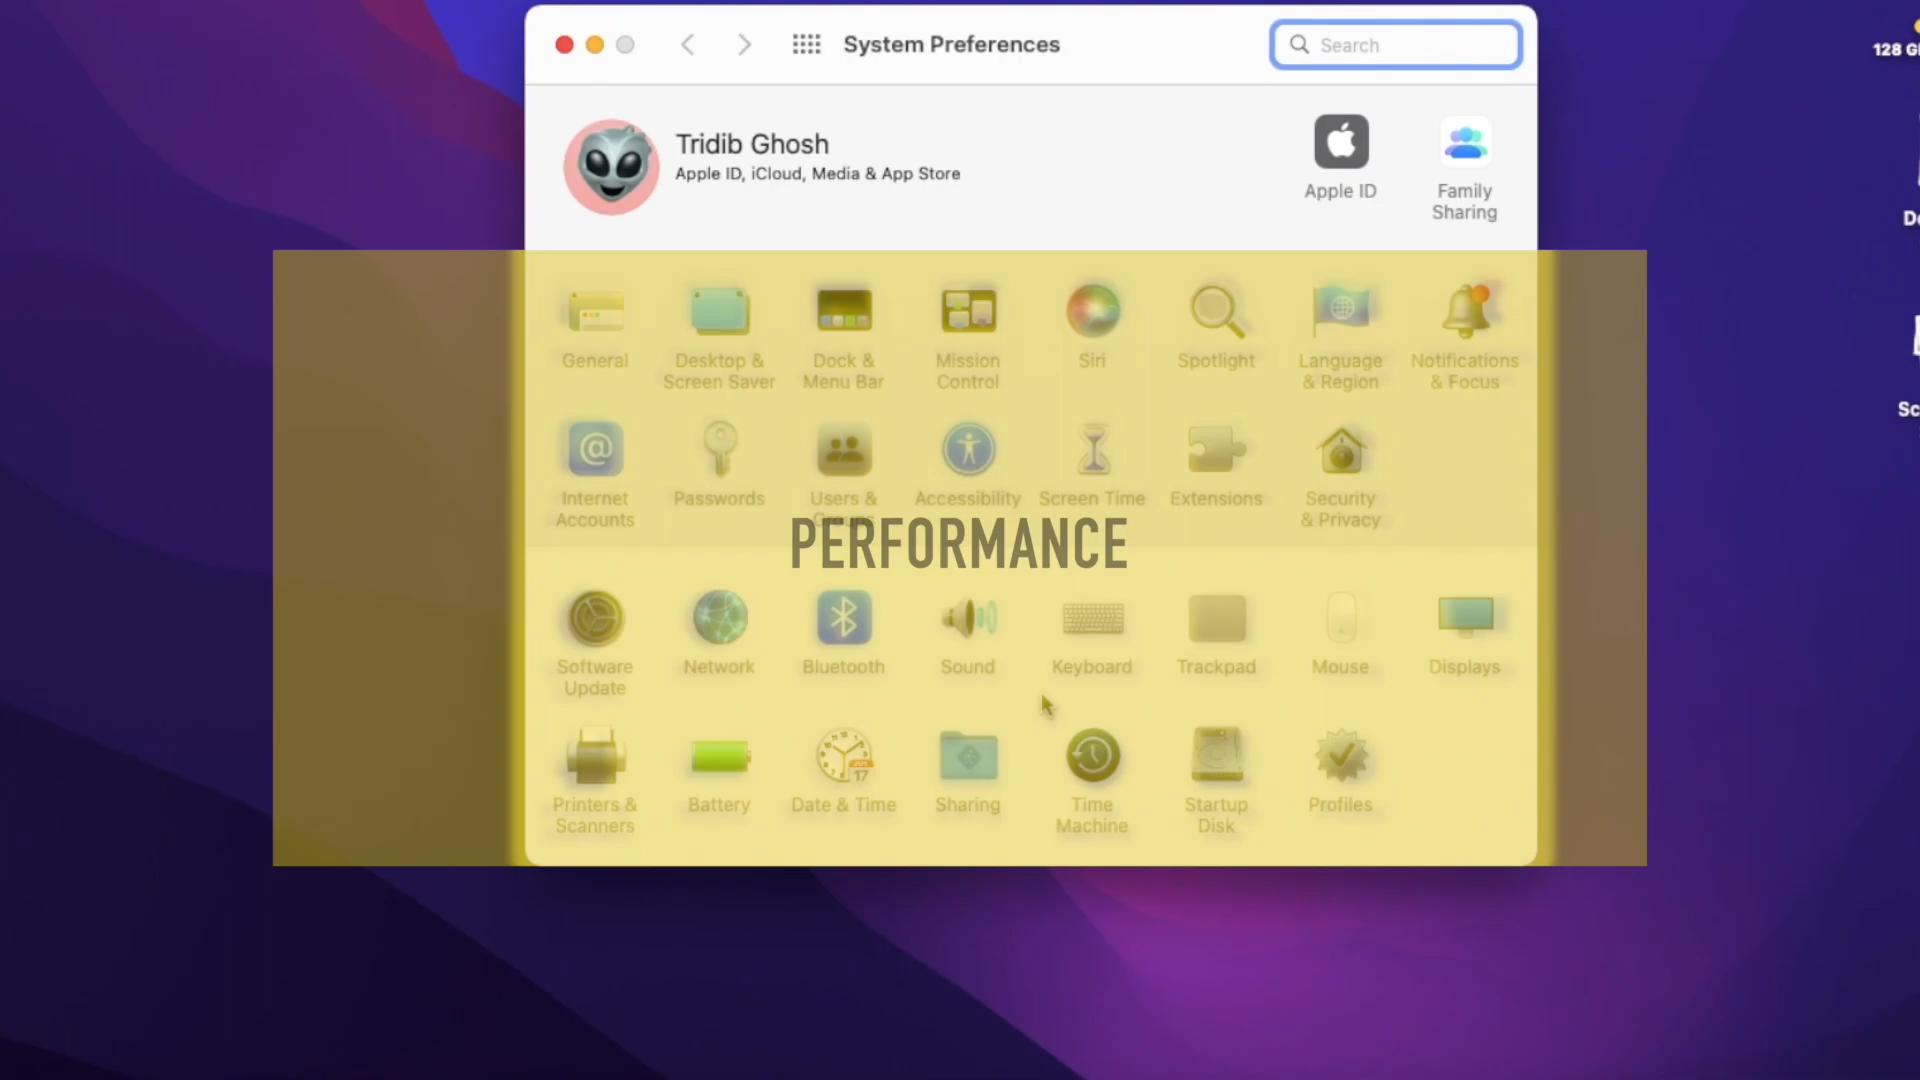 System Preferences
Search
128 G
Tridib Ghosh
Apple ID, iCloud, Media & App Store
Apple ID
Family
Sharing
General
Desktop &
Screen Saver
Dock &
Menu Bar
Mission
Control
Siri
Spotlight
Language
& Region
Notifications
& Focus
Internet
Accounts
Passwords
Users &
Groups
Accessibility
Screen Time
Extensions
Security
& Privacy
PERFORMANCE
Software
Update
Network
Bluetooth
Sound
Keyboard
Trackpad
Mouse
Displays
Printers &
Scanners
Battery
Date & Time
Sharing
Time
Machine
Startup
Disk
Profiles